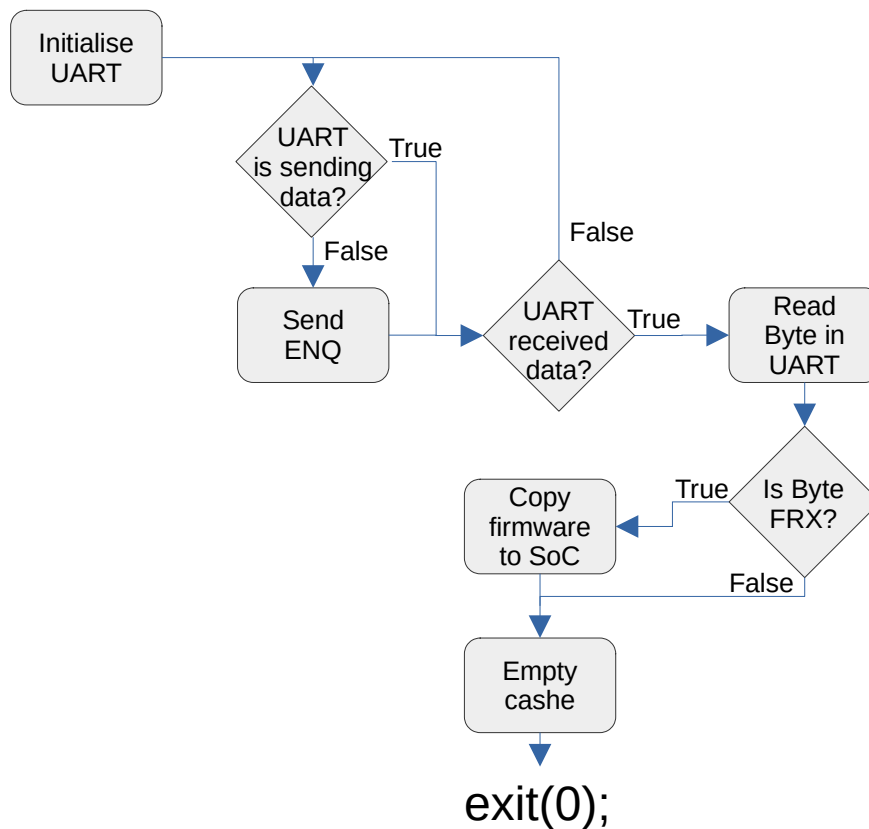 Initialise
UART
UART
is sending
data?
True
False
Send
ENQ
False
UART
received
data?
True
Read
Byte in
UART
Is Byte
FRX?
True
Copy
firmware
to SoC
False
Empty
cashe
exit(0);